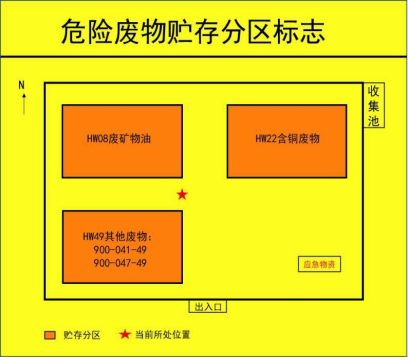 危险废物贮存分区标志
N
收集池
HW08废矿物油
HW22含铜废物
HW49其他废物：
900-041-49
900-047-49
应急物资
出入口
贮存分区
当前所处位置